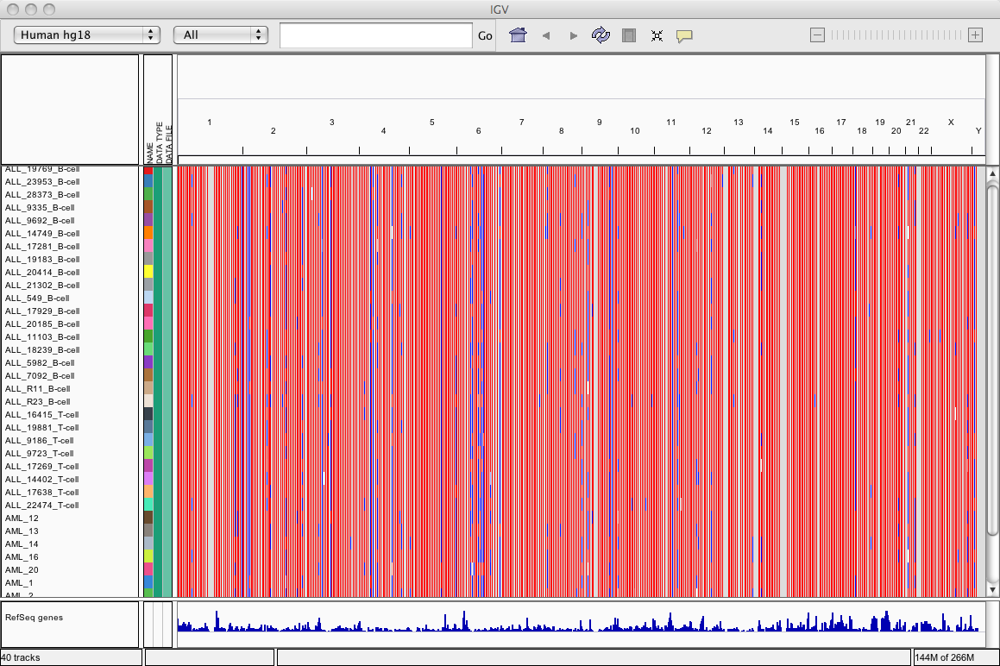 IGV
Human hg18 All Go
NAME DATA TYPE DATA FILE
1 2 3 4 5 6 7 8 9 10 11 12 13 14 15 16 17 18 19 20 21 22 X Y
ALL_19769_B-cell
ALL_23953_B-cell
ALL_28373_B-cell
ALL_9335_B-cell
ALL_9692_B-cell
ALL_14749_B-cell
ALL_17281_B-cell
ALL_19183_B-cell
ALL_20414_B-cell
ALL_21302_B-cell
ALL_549_B-cell
ALL_17929_B-cell
ALL_20185_B-cell
ALL_11103_B-cell
ALL_18239_B-cell
ALL_5982_B-cell
ALL_7092_B-cell
ALL_R11_B-cell
ALL_R23_B-cell
ALL_16415_T-cell
ALL_19881_T-cell
ALL_9186_T-cell
ALL_9723_T-cell
ALL_17269_T-cell
ALL_14402_T-cell
ALL_17638_T-cell
ALL_22474_T-cell
AML_12
AML_13
AML_14
AML_16
AML_20
AML_1
AML_2
RefSeq genes
40 tracks 144M of 266M